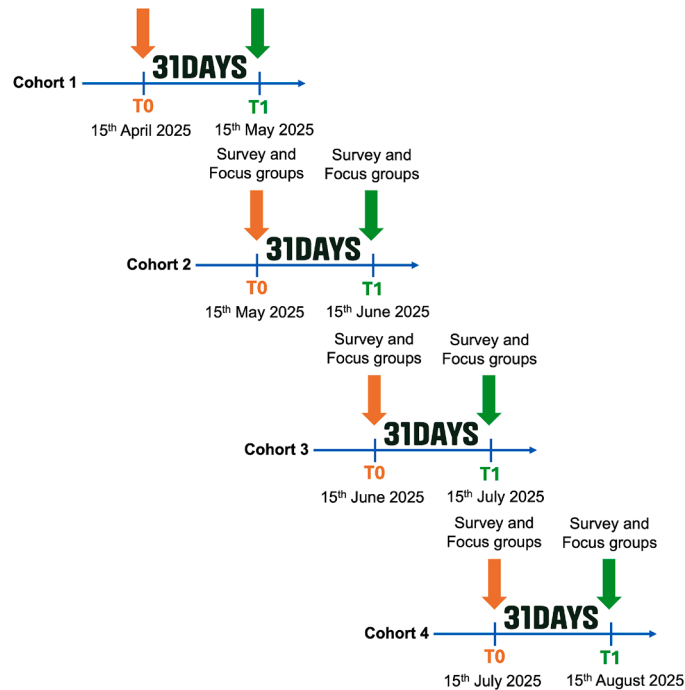 31DAYS
Cohort 1
T0 T1
15th April 2025 15th May 2025
Survey and Survey and
Focus groups Focus groups
31DAYS
Cohort 2
T0 T1
15th May 2025 15th June 2025
Survey and Survey and
Focus groups Focus groups
31DAYS
Cohort 3
T0 T1
15th June 2025 15th July 2025
Survey and Survey and
Focus groups Focus groups
31DAYS
Cohort 4
T0 T1
15th July 2025 15th August 2025